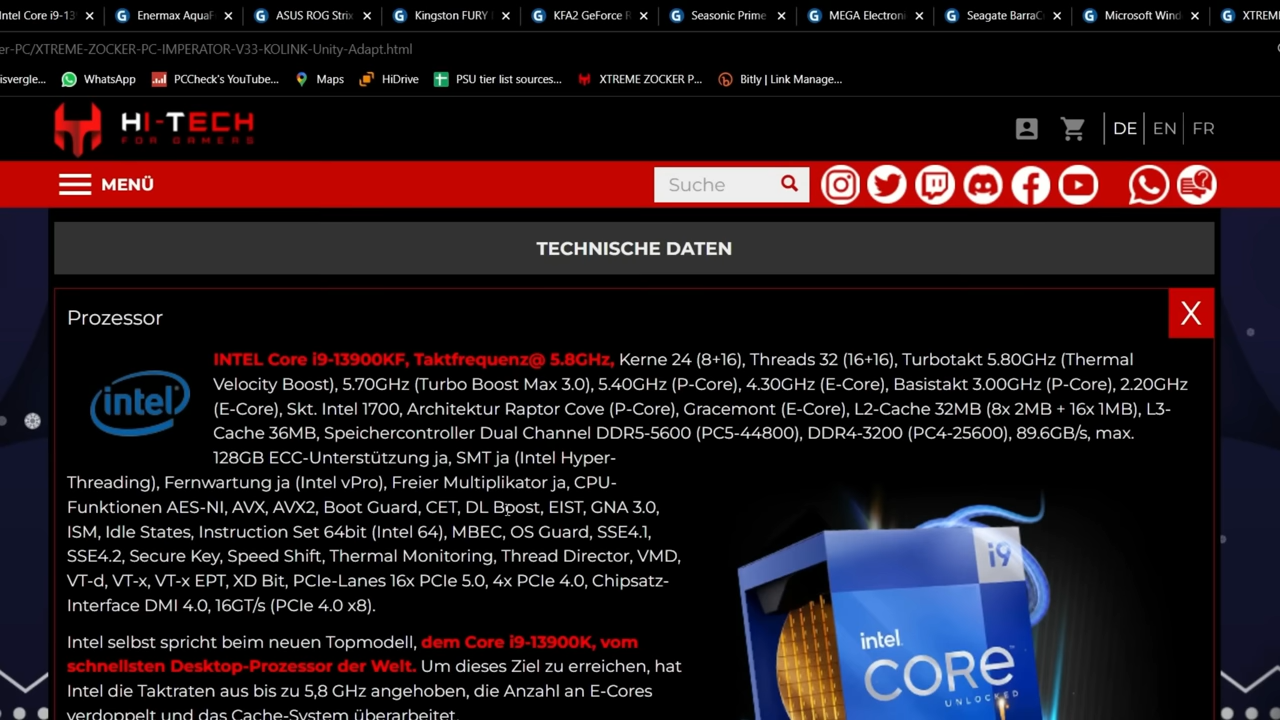 Intel Core i9-13 × Enermax AquaF × ASUS ROG Strix × Kingston FURY × KFA2 GeForce R × Seasonic Prime × MEGA Electroni × Seagate BarraC × Microsoft Wind × XTREM
er-PC/XTREME-ZOCKER-PC-IMPERATOR-V33-KOLINK-Unity-Adapt.html
isvergle... WhatsApp PCCheck's YouTube... Maps HiDrive PSU tier list sources... XTREME ZOCKER P... Bitly | Link Manage...
HI-TECH
FOR GAMERS
DE EN FR
MENÜ
Suche
TECHNISCHE DATEN
Prozessor
X
INTEL Core i9-13900KF, Taktfrequenz@ 5.8GHz, Kerne 24 (8+16), Threads 32 (16+16), Turbotakt 5.80GHz (Thermal
Velocity Boost), 5.70GHz (Turbo Boost Max 3.0), 5.40GHz (P-Core), 4.30GHz (E-Core), Basistakt 3.00GHz (P-Core), 2.20GHz
(E-Core), Skt. Intel 1700, Architektur Raptor Cove (P-Core), Gracemont (E-Core), L2-Cache 32MB (8x 2MB + 16x 1MB), L3-
Cache 36MB, Speichercontroller Dual Channel DDR5-5600 (PC5-44800), DDR4-3200 (PC4-25600), 89.6GB/s, max.
128GB ECC-Unterstützung ja, SMT ja (Intel Hyper-
Threading), Fernwartung ja (Intel vPro), Freier Multiplikator ja, CPU-
Funktionen AES-NI, AVX, AVX2, Boot Guard, CET, DL Boost, EIST, GNA 3.0,
ISM, Idle States, Instruction Set 64bit (Intel 64), MBEC, OS Guard, SSE4.1,
SSE4.2, Secure Key, Speed Shift, Thermal Monitoring, Thread Director, VMD,
VT-d, VT-x, VT-x EPT, XD Bit, PCIe-Lanes 16x PCIe 5.0, 4x PCIe 4.0, Chipsatz-
Interface DMI 4.0, 16GT/s (PCIe 4.0 x8).
intel
Intel selbst spricht beim neuen Topmodell, dem Core i9-13900K, vom
schnellsten Desktop-Prozessor der Welt. Um dieses Ziel zu erreichen, hat
Intel die Taktraten aus bis zu 5,8 GHz angehoben, die Anzahl an E-Cores
verdoppelt und das Cache-System überarbeitet.
i9
intel
CORE
UNLOCKED